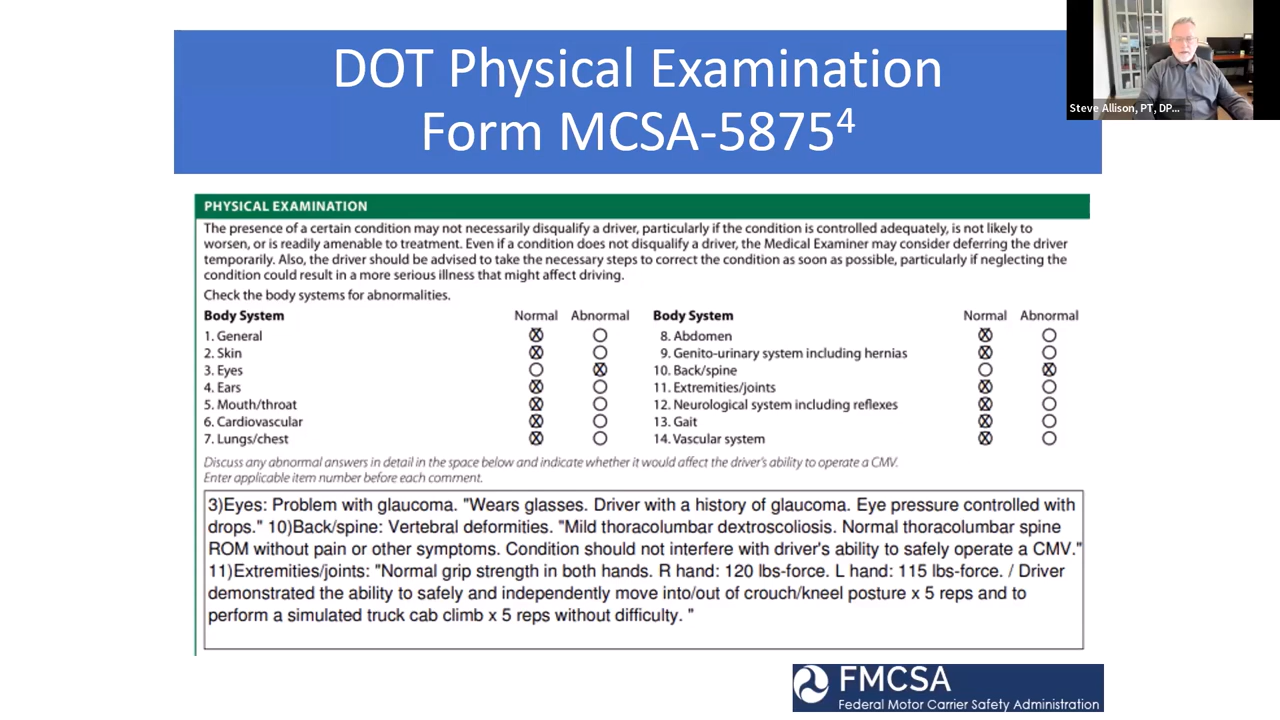 DOT Physical Examination
Form MCSA-5875⁴
Steve Allison, PT, DP...
PHYSICAL EXAMINATION
The presence of a certain condition may not necessarily disqualify a driver, particularly if the condition is controlled adequately, is not likely to
worsen, or is readily amenable to treatment. Even if a condition does not disqualify a driver, the Medical Examiner may consider deferring the driver
temporarily. Also, the driver should be advised to take the necessary steps to correct the condition as soon as possible, particularly if neglecting the
condition could result in a more serious illness that might affect driving.
Check the body systems for abnormalities.
Body System Normal Abnormal Body System Normal Abnormal
1. General 8. Abdomen
2. Skin 9. Genito-urinary system including hernias
3. Eyes 10. Back/spine
4. Ears 11. Extremities/joints
5. Mouth/throat 12. Neurological system including reflexes
6. Cardiovascular 13. Gait
7. Lungs/chest 14. Vascular system
Discuss any abnormal answers in detail in the space below and indicate whether it would affect the driver's ability to operate a CMV.
Enter applicable item number before each comment.
3)Eyes: Problem with glaucoma. "Wears glasses. Driver with a history of glaucoma. Eye pressure controlled with
drops." 10)Back/spine: Vertebral deformities. "Mild thoracolumbar dextroscoliosis. Normal thoracolumbar spine
ROM without pain or other symptoms. Condition should not interfere with driver's ability to safely operate a CMV."
11)Extremities/joints: "Normal grip strength in both hands. R hand: 120 lbs-force. L hand: 115 lbs-force. / Driver
demonstrated the ability to safely and independently move into/out of crouch/kneel posture x 5 reps and to
perform a simulated truck cab climb x 5 reps without difficulty. "
FMCSA
Federal Motor Carrier Safety Administration